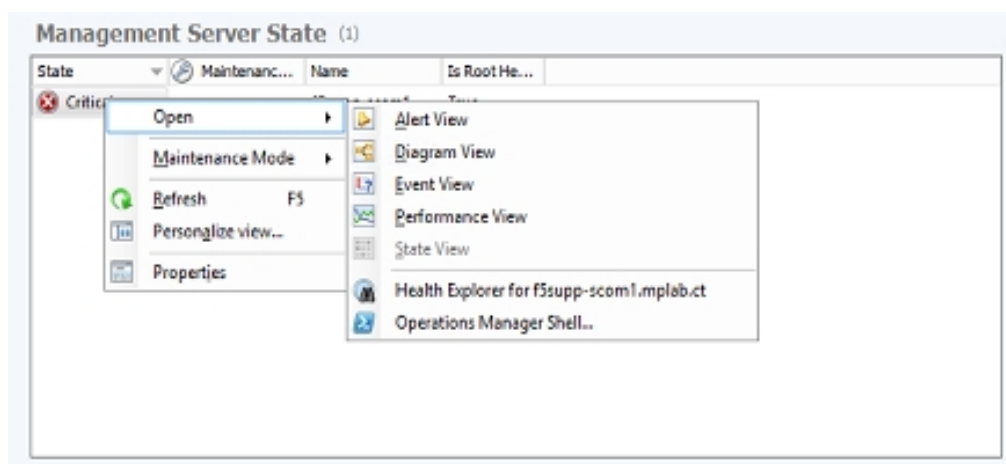 Management Server State (1)
State Maintenanc... Name Is Root He...
Open
Maintenance Mode
Refresh F5
Personalize view...
Properties
Alert View
Diagram View
Event View
Performance View
State View
Health Explorer for f5supp-scom1.mplab.ct
Operations Manager Shell...